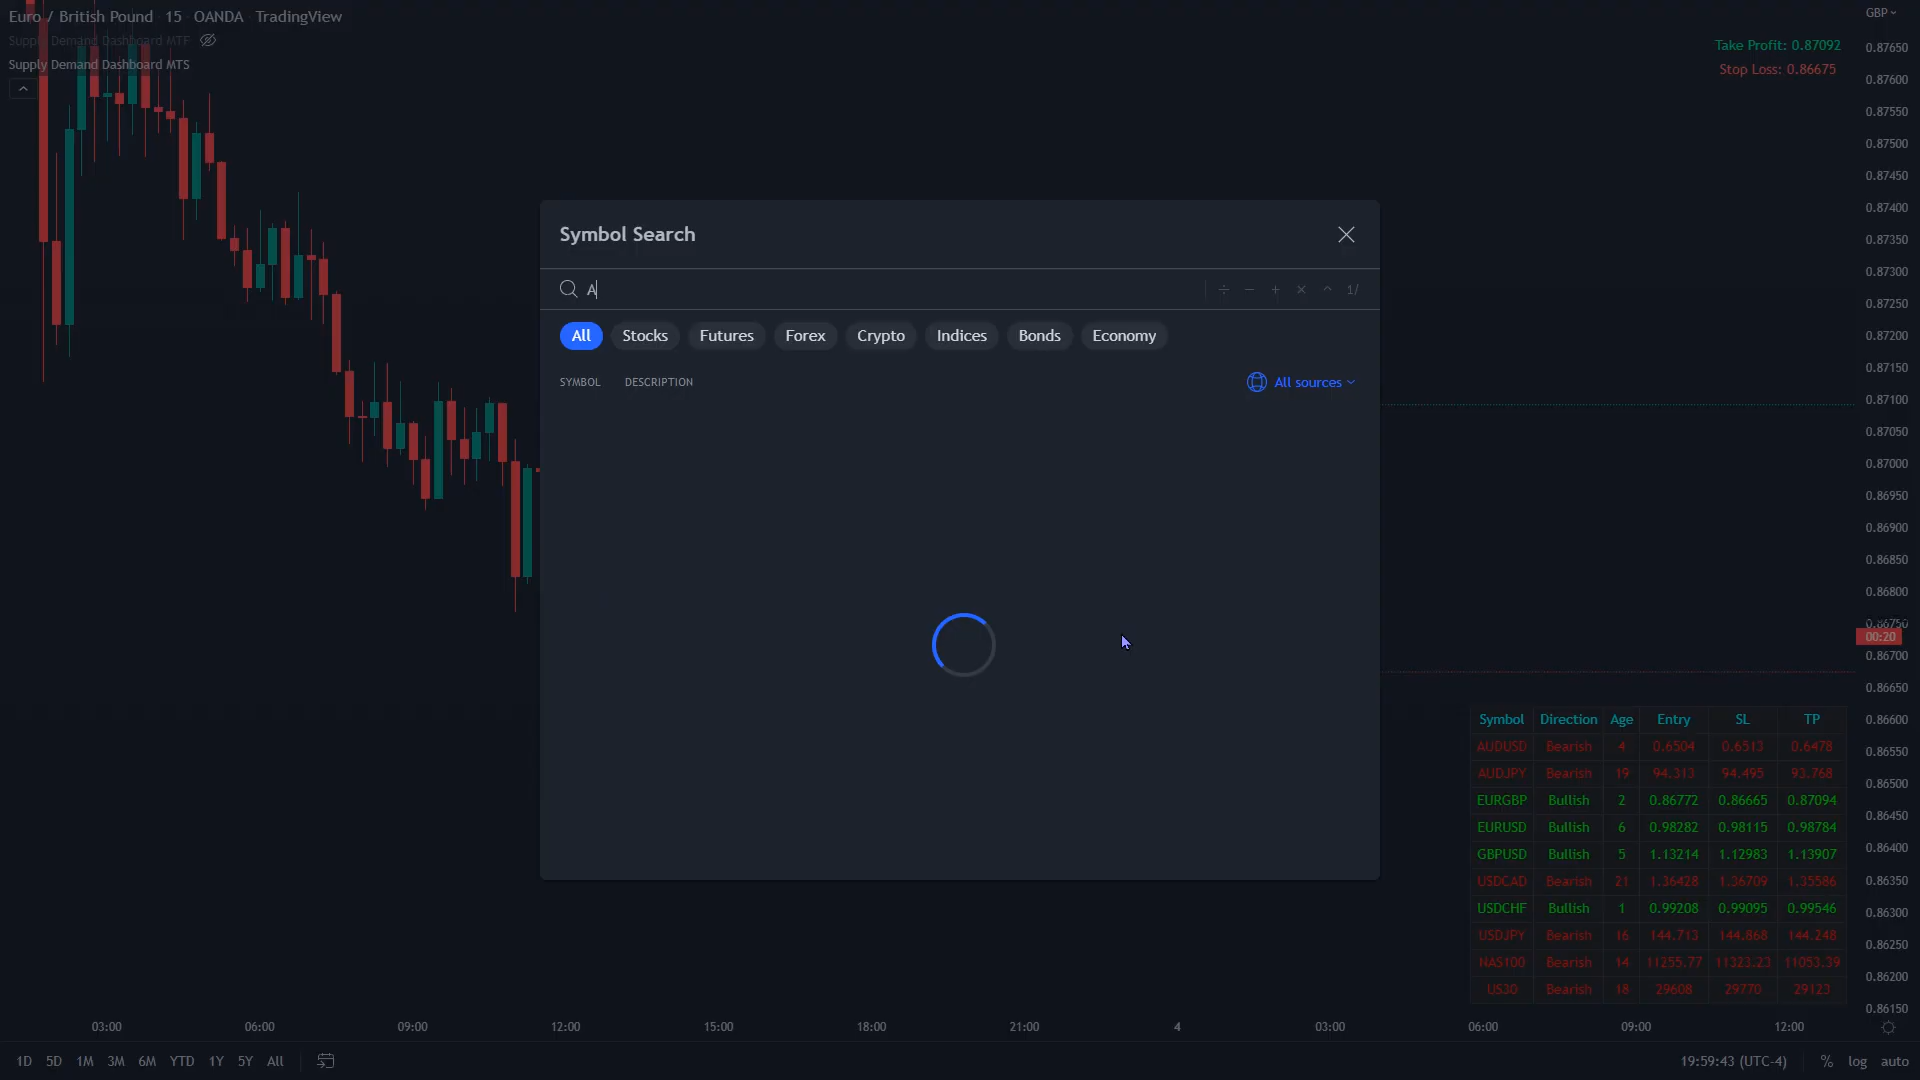 Euro / British Pound 15 OANDA TradingView
Supply Demand Dashboard MTF
Supply Demand Dashboard MTS
GBP
Take Profit: 0.87092
Stop Loss: 0.86675
0.87650
0.87600
0.87550
0.87500
0.87450
0.87400
0.87350
0.87300
0.87250
0.87200
0.87150
0.87100
0.87050
0.87000
0.86950
0.86900
0.86850
0.86800
0.86750
00:20
0.86700
0.86650
0.86600
0.86550
0.86500
0.86450
0.86400
0.86350
0.86300
0.86250
0.86200
0.86150
Symbol Search
A
÷ − + × ^ 1/
All Stocks Futures Forex Crypto Indices Bonds Economy
SYMBOL DESCRIPTION All sources
Symbol Direction Age Entry SL TP
AUDUSD Bearish 4 0.6504 0.6513 0.6478
AUDJPY Bearish 19 94.313 94.495 93.768
EURGBP Bullish 2 0.86772 0.86665 0.87094
EURUSD Bullish 6 0.98282 0.98115 0.98784
GBPUSD Bullish 5 1.13214 1.12983 1.13907
USDCAD Bearish 21 1.36428 1.36709 1.35586
USDCHF Bullish 1 0.99208 0.99095 0.99546
USDJPY Bearish 16 144.713 144.868 144.248
NAS100 Bearish 14 11255.77 11323.23 11053.39
US30 Bearish 18 29608 29770 29123
03:00 06:00 09:00 12:00 15:00 18:00 21:00 4 03:00 06:00 09:00 12:00
1D 5D 1M 3M 6M YTD 1Y 5Y All 19:59:43 (UTC-4) % log auto